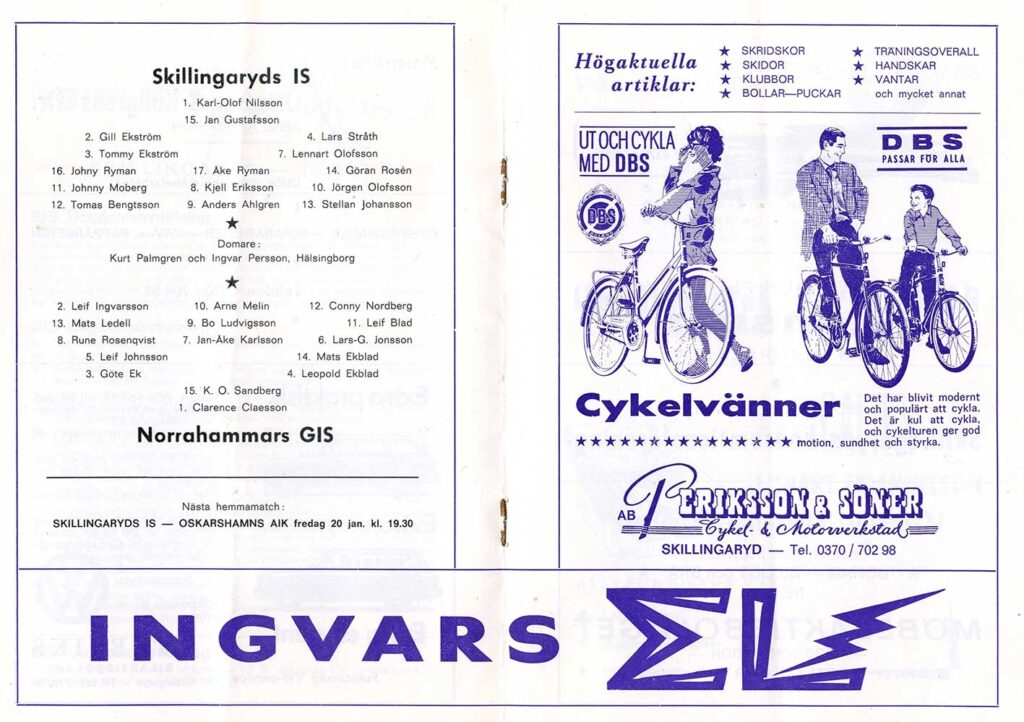 Skillingaryds IS
1. Karl-Olof Nilsson
15. Jan Gustafsson
2. Gill Ekström 4. Lars Stråth
3. Tommy Ekström 7. Lennart Olofsson
16. Johny Ryman 17. Åke Ryman 14. Göran Rosén
11. Johnny Moberg 8. Kjell Eriksson 10. Jörgen Olofsson
12. Tomas Bengtsson 9. Anders Ahlgren 13. Stellan Johansson
★
Domare:
Kurt Palmgren och Ingvar Persson, Hälsingborg
★
2. Leif Ingvarsson 10. Arne Melin 12. Conny Nordberg
13. Mats Ledell 9. Bo Ludvigsson 11. Leif Blad
8. Rune Rosenqvist 7. Jan-Åke Karlsson 6. Lars-G. Jonsson
5. Leif Johnsson 14. Mats Ekblad
3. Göte Ek 4. Leopold Ekblad
15. K. O. Sandberg
1. Clarence Claesson
Norrahammars GIS
Nästa hemmamatch:
SKILLINGARYDS IS — OSKARSHAMNS AIK fredag 20 jan. kl. 19.30
Högaktuella
artiklar:
★ SKRIDSKOR
★ SKIDOR
★ KLUBBOR
★ BOLLAR—PUCKAR
★ TRÄNINGSOVERALL
★ HANDSKAR
★ VANTAR
och mycket annat
UT OCH CYKLA
MED DBS
DBS
DBS
PASSAR FÖR ALLA
Cykelvänner
Det har blivit modernt
och populärt att cykla.
Det är kul att cykla,
och cykelturen ger god
★★★★★★★★★★★★★★★★ motion, sundhet och styrka.
AB P ERIKSSON & SÖNER
Cykel- & Motorverkstad
SKILLINGARYD — Tel. 0370 / 702 98
INGVARS ELE